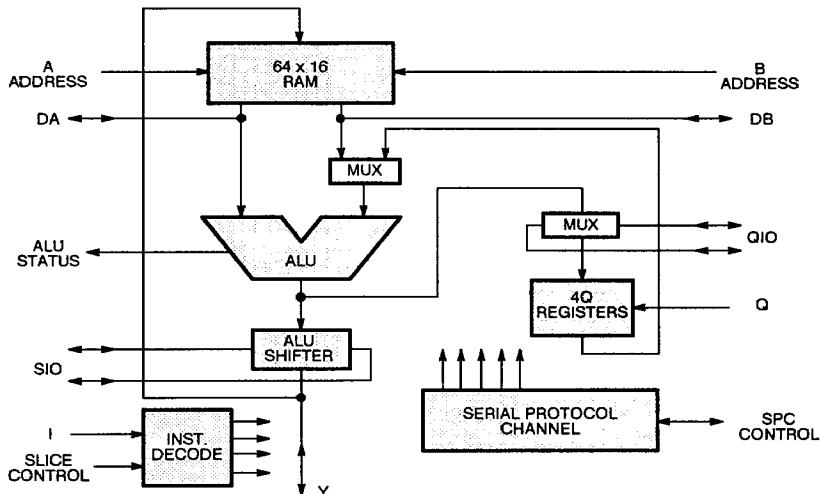 64 x 16
RAM
A
ADDRESS
B
ADDRESS
DA
DB
MUX
MUX
QIO
ALU
STATUS
ALU
4Q
REGISTERS
Q
ALU
SHIFTER
SIO
SERIAL PROTOCOL
CHANNEL
SPC
CONTROL
I
SLICE
CONTROL
INST.
DECODE
Y